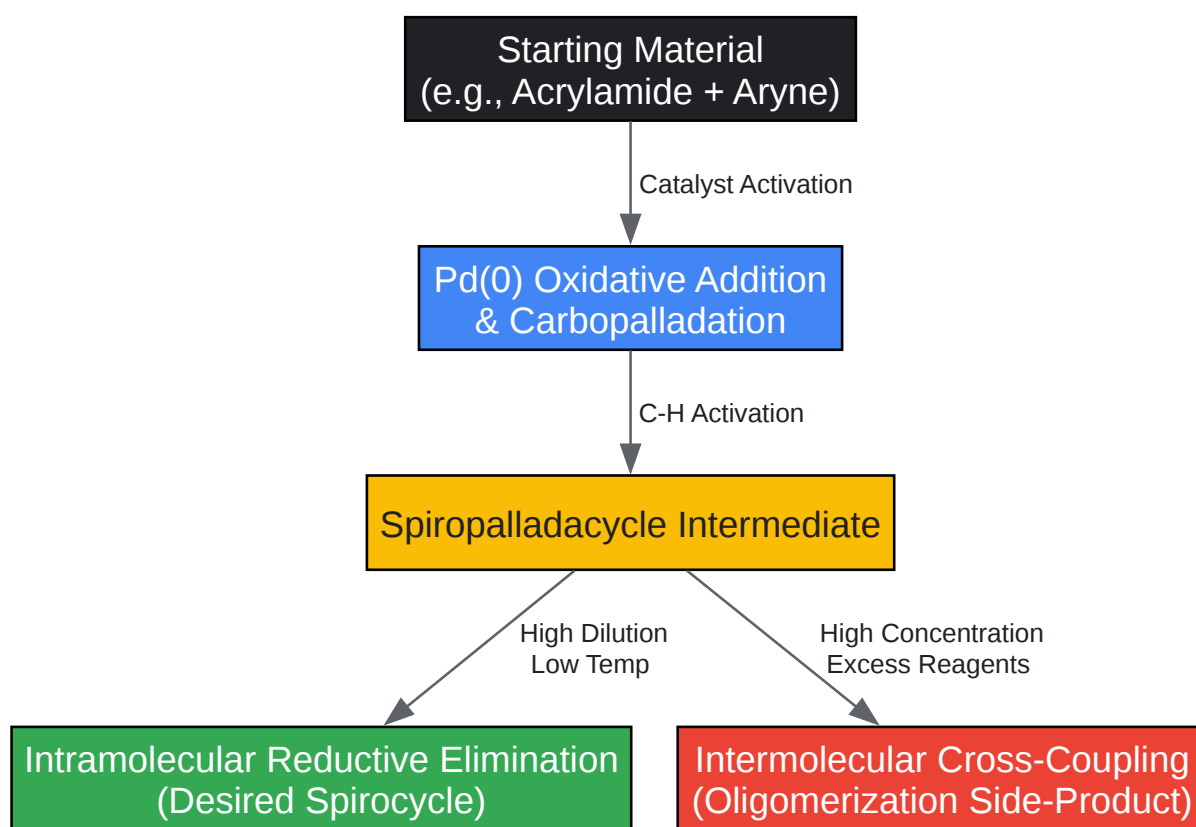 Starting Material
(e.g., Acrylamide + Aryne)
Catalyst Activation
Pd(0) Oxidative Addition
& Carbopalladation
C-H Activation
Spiropalladacycle Intermediate
High Dilution
Low Temp
High Concentration
Excess Reagents
Intramolecular Reductive Elimination
(Desired Spirocycle)
Intermolecular Cross-Coupling
(Oligomerization Side-Product)